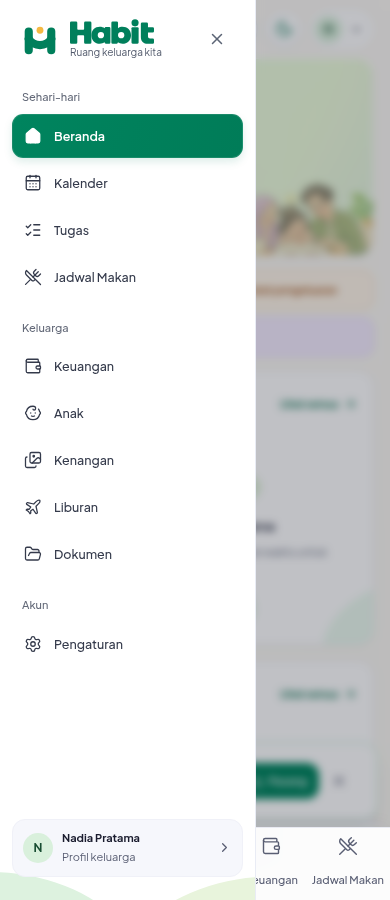 Habit
Ruang keluarga kita
Sehari-hari
Beranda
Kalender
Tugas
Jadwal Makan
Keluarga
Keuangan
Anak
Kenangan
Liburan
Dokumen
Akun
Pengaturan
N
Nadia Pratama
Profil keluarga
euangan
Jadwal Makan